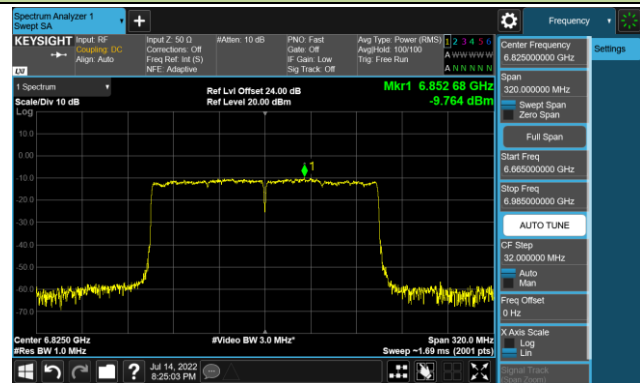 Spectrum Analyzer 1
Swept SA
Frequency
KEYSIGHT
Input: RF
Coupling: DC
Align: Auto
Input Z: 50 Ω
Corrections: Off
Freq Ref: Int (S)
NFE: Adaptive
#Atten: 10 dB
PNO: Fast
Gate: Off
IF Gain: Low
Sig Track: Off
Avg Type: Power (RMS)
Avg|Hold: 100/100
Trig: Free Run
1 2 3 4 5 6
A W W W W W
A N N N N N
LXI
1 Spectrum
Scale/Div 10 dB
Log
Ref Lvl Offset 24.00 dB
Ref Level 20.00 dBm
Mkr1 6.852 68 GHz
-9.764 dBm
10.0
0.00
-10.0
-20.0
-30.0
-40.0
-50.0
-60.0
-70.0
1
Center 6.8250 GHz
#Res BW 1.0 MHz
#Video BW 3.0 MHz*
Span 320.0 MHz
Sweep ~1.69 ms (2001 pts)
Jul 14, 2022
8:25:03 PM
Center Frequency
6.825000000 GHz
Settings
Span
320.000000 MHz
Swept Span
Zero Span
Full Span
Start Freq
6.665000000 GHz
Stop Freq
6.985000000 GHz
AUTO TUNE
CF Step
32.000000 MHz
Auto
Man
Freq Offset
0 Hz
X Axis Scale
Log
Lin
Signal Track
(Span Zoom)